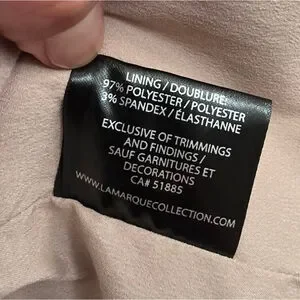 LINING / DOUBLURE:
97% POLYESTER / POLYESTER
3% SPANDEX / ÉLASTHANNE
EXCLUSIVE OF TRIMMINGS
AND FINDINGS /
SAUF GARNITURES ET
DECORATIONS
CA# 51885
WWW.LAMARQUECOLLECTION.COM